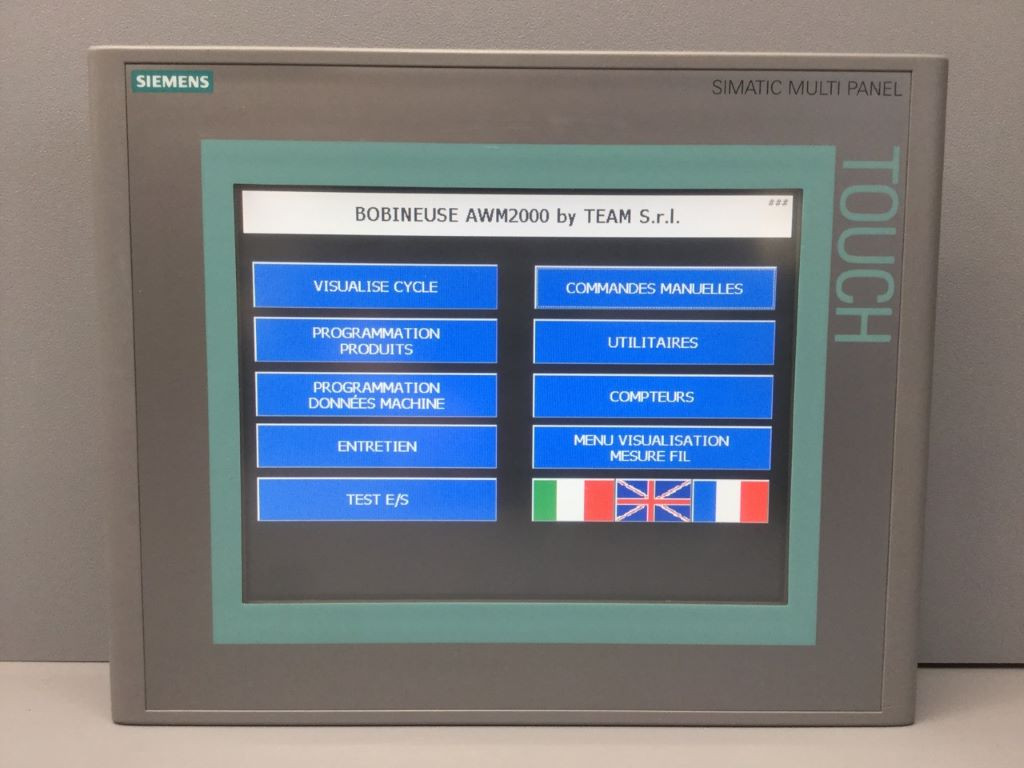 SIEMENS
SIMATIC MULTI PANEL
TOUCH
###
BOBINEUSE AWM2000 by TEAM S.r.l.
VISUALISE CYCLE
COMMANDES MANUELLES
PROGRAMMATION
PRODUITS
UTILITAIRES
PROGRAMMATION
DONNÉES MACHINE
COMPTEURS
ENTRETIEN
MENU VISUALISATION
MESURE FIL
TEST E/S